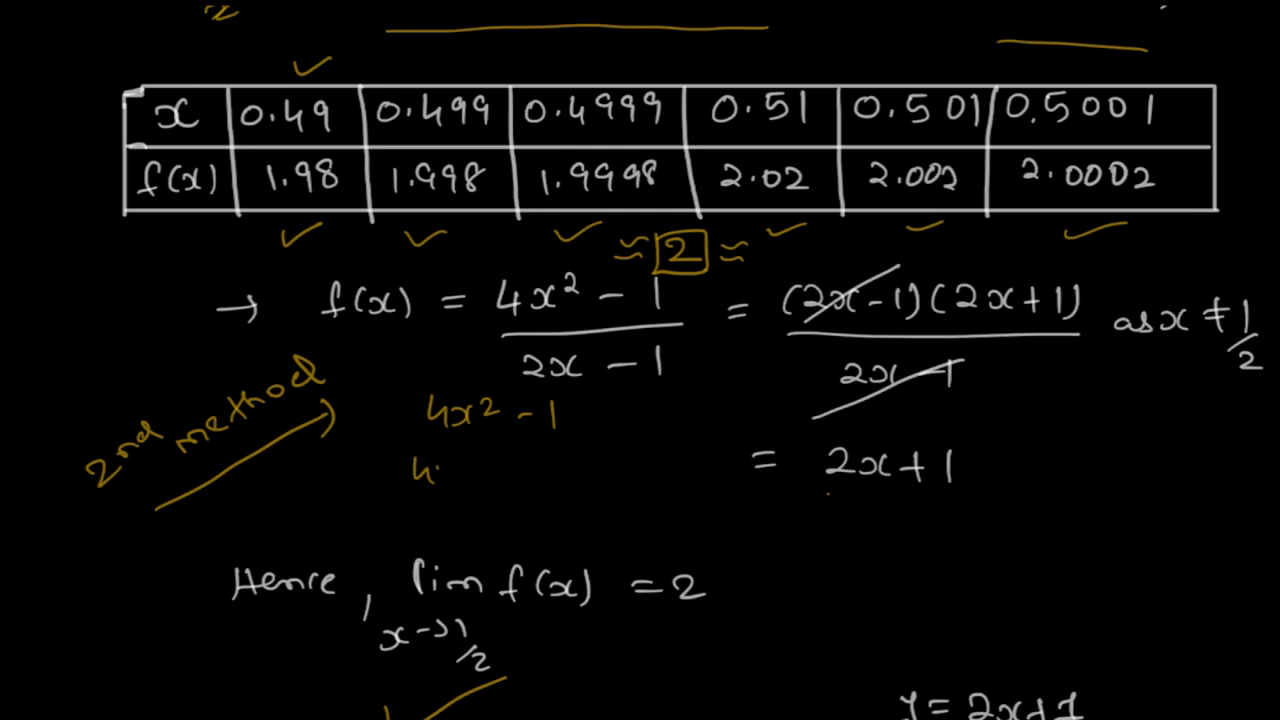 x 0.49 0.499 0.4999 0.51 0.501 0.5001
f(x) 1.98 1.998 1.9998 2.02 2.002 2.0002
≈ 2 ≈
→ f(x) = 4x² - 1 / 2x - 1 = (2x-1)(2x+1) / 2x-1 as x ≠ 1/2
2nd method
4x² - 1
= 2x+1
Hence, lim x→1/2 f(x) = 2
y = 2x+1